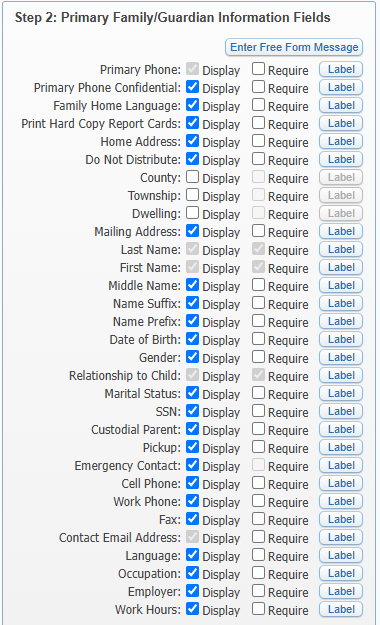 Step 2: Primary Family/Guardian Information Fields
Enter Free Form Message
Primary Phone: Display Require Label
Primary Phone Confidential: Display Require Label
Family Home Language: Display Require Label
Print Hard Copy Report Cards: Display Require Label
Home Address: Display Require Label
Do Not Distribute: Display Require Label
County: Display Require Label
Township: Display Require Label
Dwelling: Display Require Label
Mailing Address: Display Require Label
Last Name: Display Require Label
First Name: Display Require Label
Middle Name: Display Require Label
Name Suffix: Display Require Label
Name Prefix: Display Require Label
Date of Birth: Display Require Label
Gender: Display Require Label
Relationship to Child: Display Require Label
Marital Status: Display Require Label
SSN: Display Require Label
Custodial Parent: Display Require Label
Pickup: Display Require Label
Emergency Contact: Display Require Label
Cell Phone: Display Require Label
Work Phone: Display Require Label
Fax: Display Require Label
Contact Email Address: Display Require Label
Language: Display Require Label
Occupation: Display Require Label
Employer: Display Require Label
Work Hours: Display Require Label